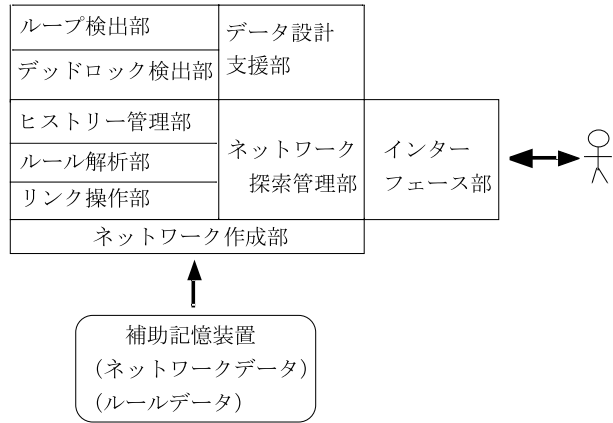 ループ検出部
デッドロック検出部
データ設計
支援部
ヒストリー管理部
ルール解析部
リンク操作部
ネットワーク
探索管理部
インター
フェース部
ネットワーク作成部
補助記憶装置
(ネットワークデータ)
(ルールデータ)